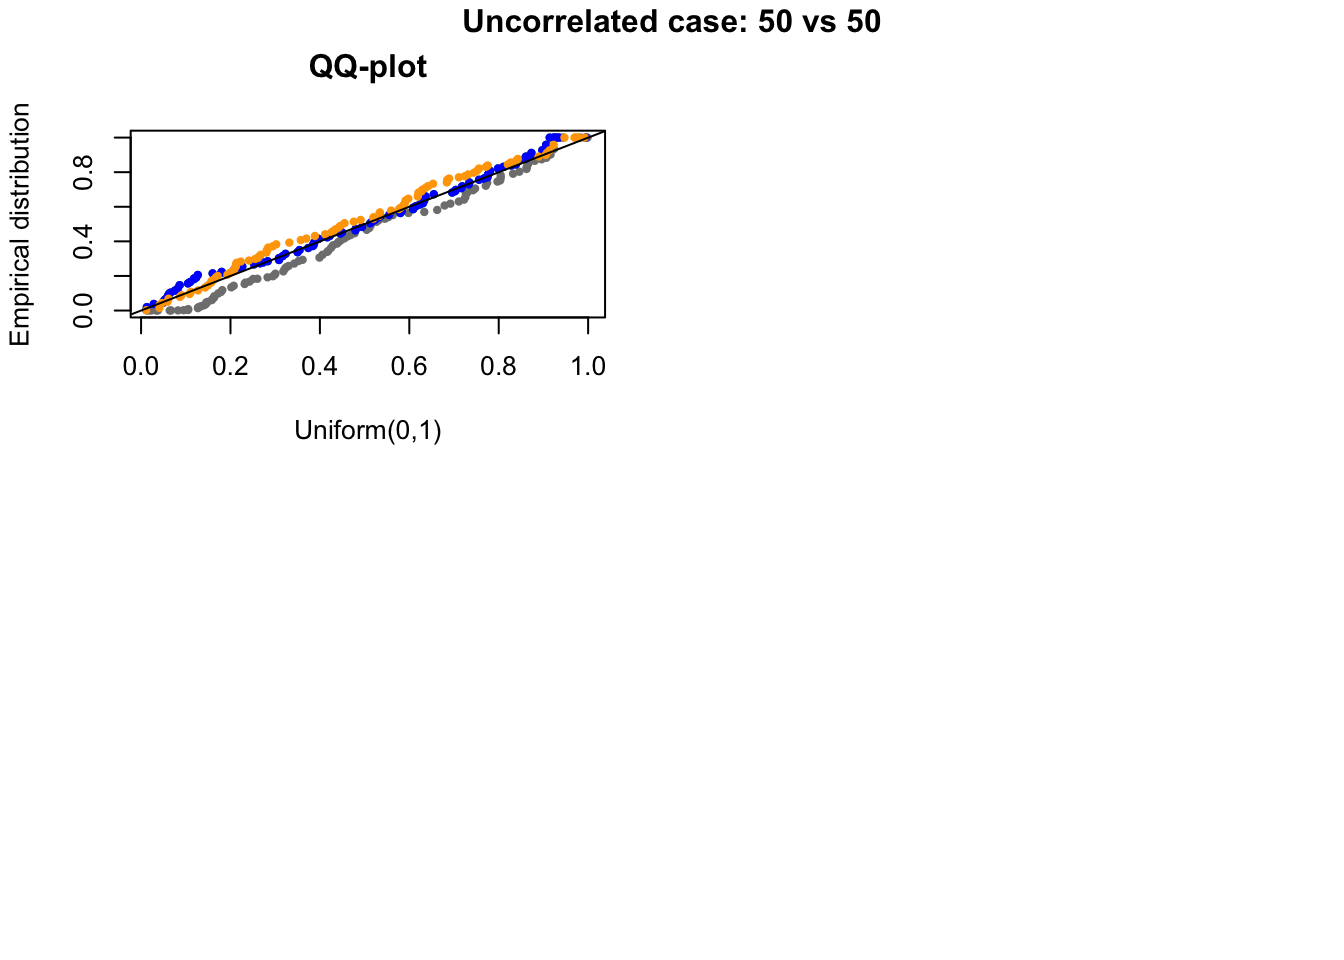 Uncorrelated case: 50 vs 50
QQ-plot
Empirical distribution
0.8
0.4
0.0
0.0 0.2 0.4 0.6 0.8 1.0
Uniform(0,1)